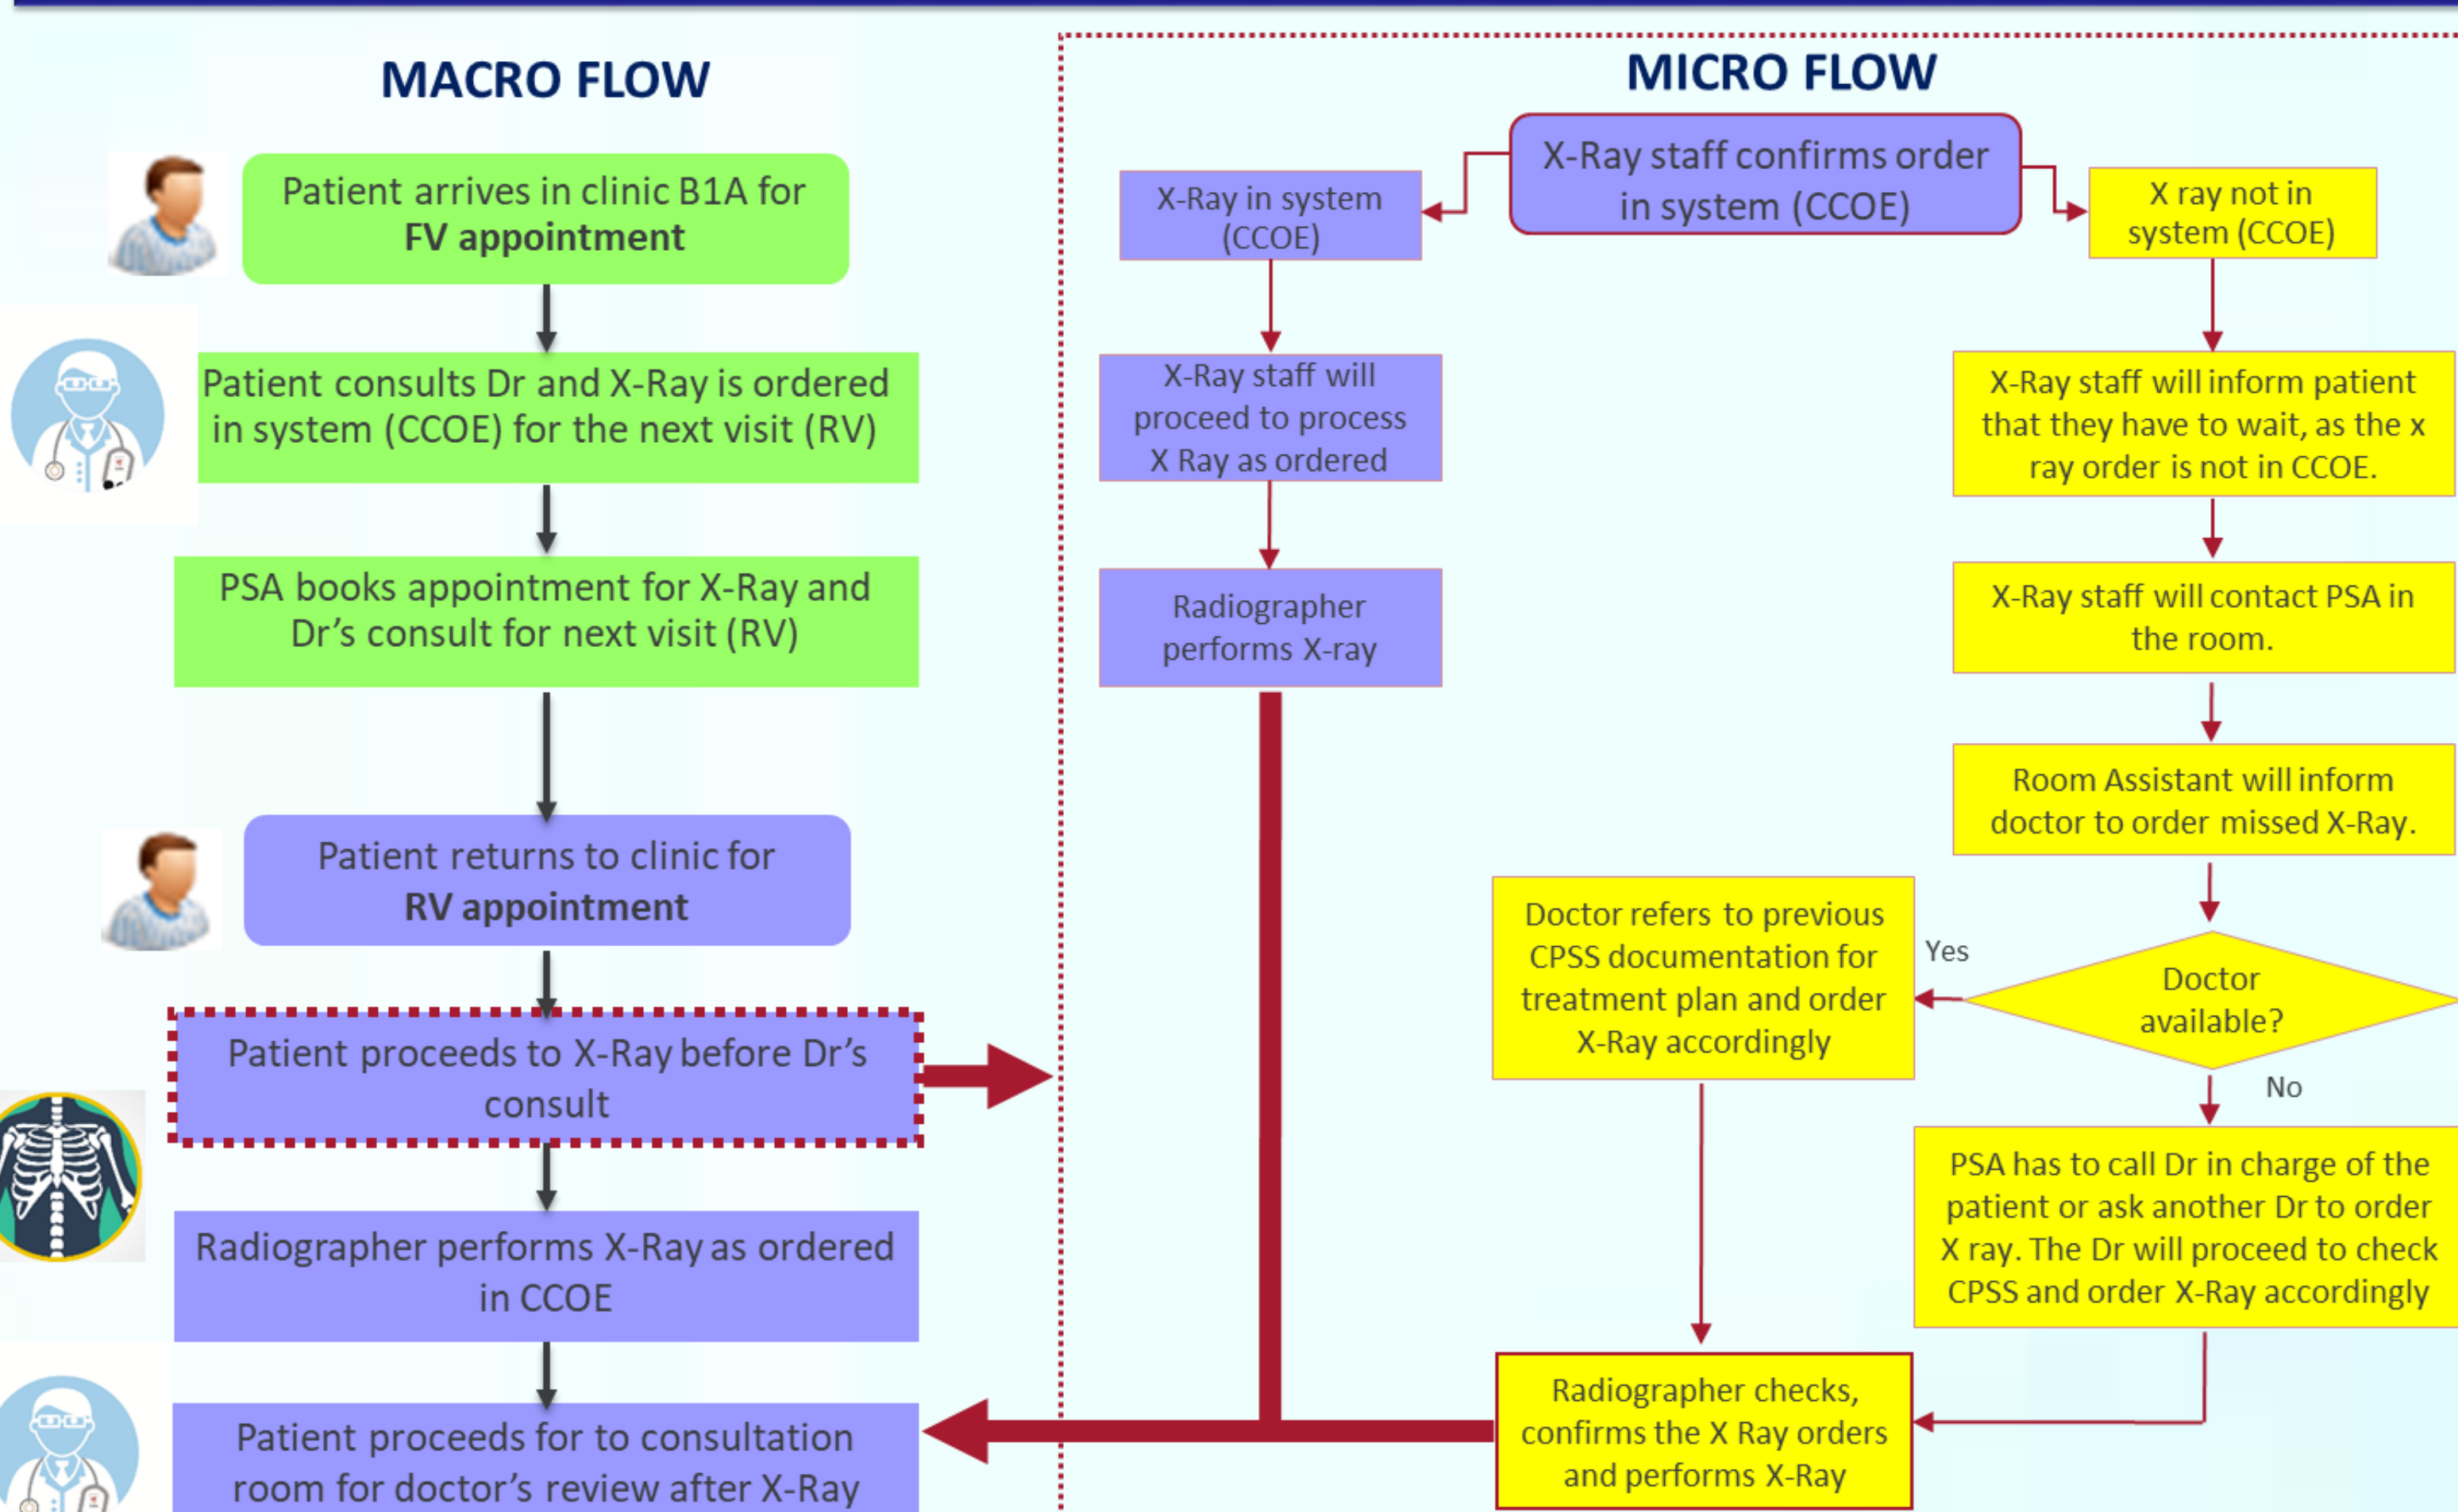 MACRO FLOW
Patient arrives in clinic B1A for
FV appointment
Patient consults Dr and X-Ray is ordered
in system (CCOE) for the next visit (RV)
PSA books appointment for X-Ray and
Dr’s consult for next visit (RV)
Patient returns to clinic for
RV appointment
Patient proceeds to X-Ray before Dr’s
consult
Radiographer performs X-Ray as ordered
in CCOE
Patient proceeds for to consultation
room for doctor’s review after X-Ray
MICRO FLOW
X-Ray staff confirms order
in system (CCOE)
X-Ray in system
(CCOE)
X-Ray staff will
proceed to process
X Ray as ordered
Radiographer
performs X-ray
X ray not in
system (CCOE)
X-Ray staff will inform patient
that they have to wait, as the x
ray order is not in CCOE.
X-Ray staff will contact PSA in
the room.
Room Assistant will inform
doctor to order missed X-Ray.
Doctor
available?
Yes
Doctor refers to previous
CPSS documentation for
treatment plan and order
X-Ray accordingly
No
PSA has to call Dr in charge of the
patient or ask another Dr to order
X ray. The Dr will proceed to check
CPSS and order X-Ray accordingly
Radiographer checks,
confirms the X Ray orders
and performs X-Ray